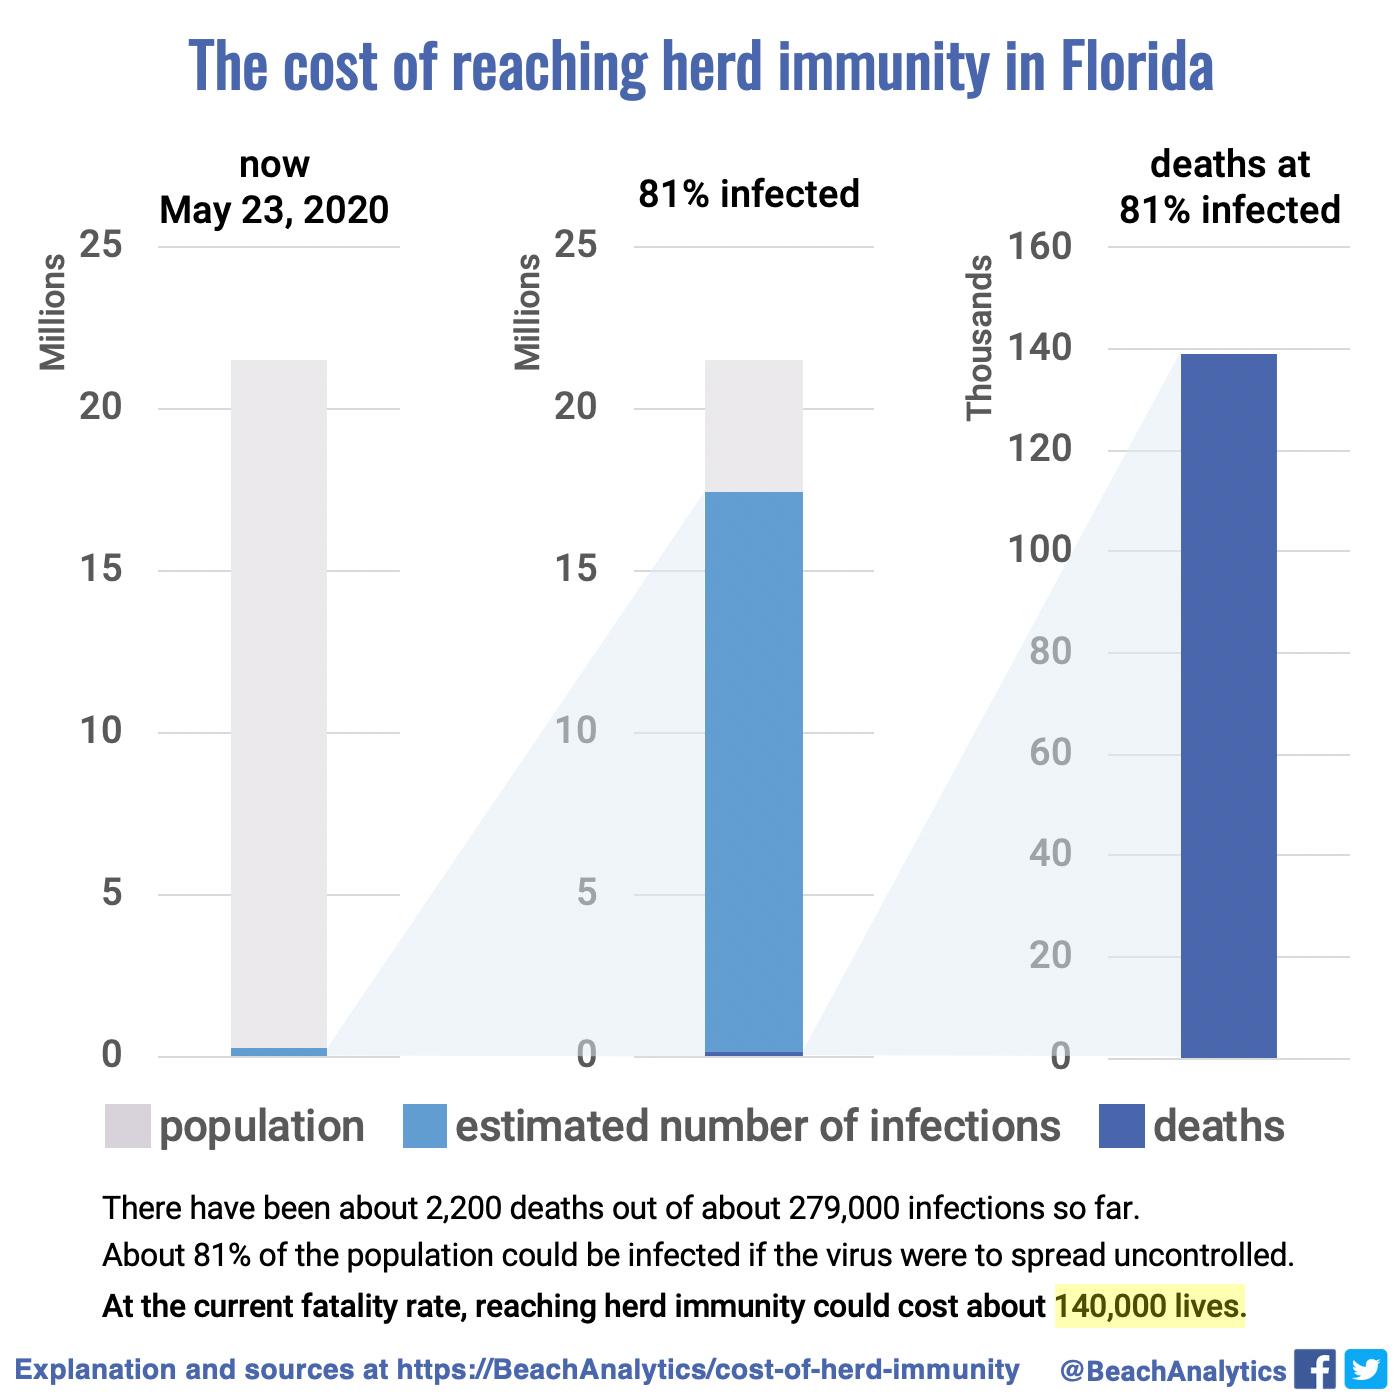 The cost of reaching herd immunity in Florida
now
May 23, 2020
Millions
25
20
15
10
5
0
81% infected
Millions
25
20
15
10
5
0
deaths at
81% infected
Thousands
160
140
120
100
80
60
40
20
0
population
estimated number of infections
deaths
There have been about 2,200 deaths out of about 279,000 infections so far.
About 81% of the population could be infected if the virus were to spread uncontrolled.
At the current fatality rate, reaching herd immunity could cost about 140,000 lives.
Explanation and sources at https://BeachAnalytics/cost-of-herd-immunity @BeachAnalytics